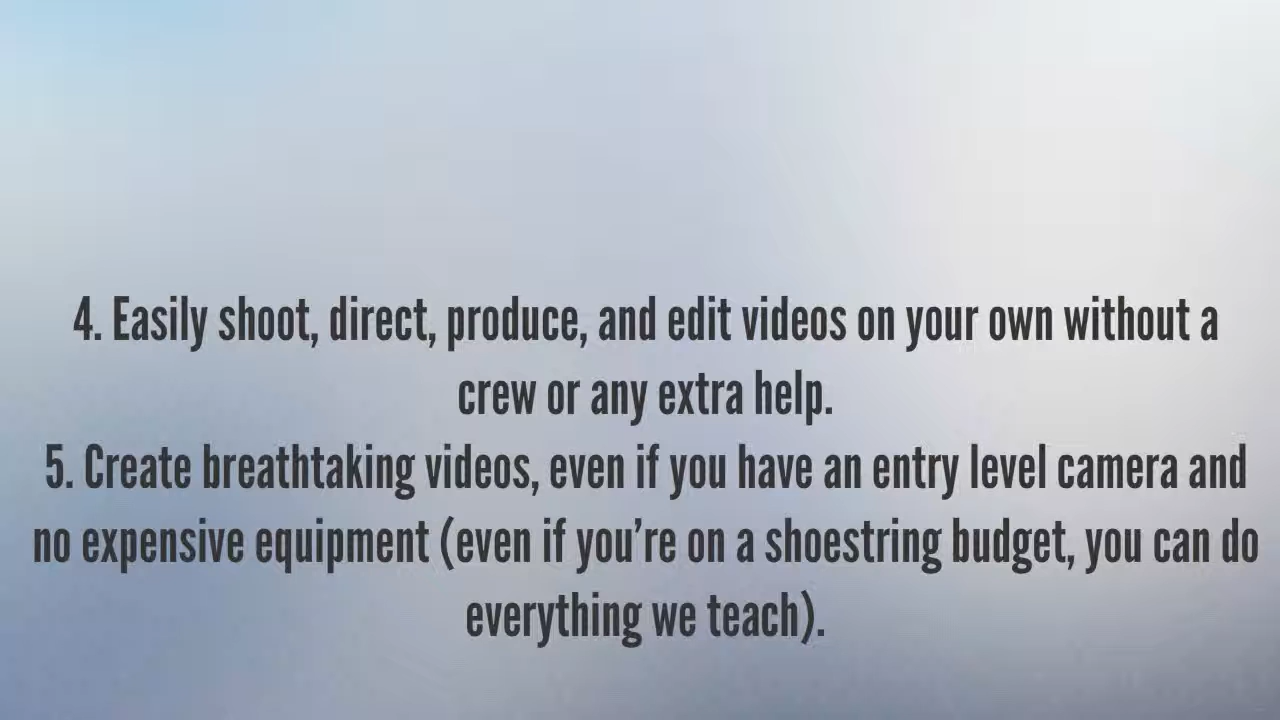 4. Easily shoot, direct, produce, and edit videos on your own without a
crew or any extra help.
5. Create breathtaking videos, even if you have an entry level camera and
no expensive equipment (even if you’re on a shoestring budget, you can do
everything we teach).